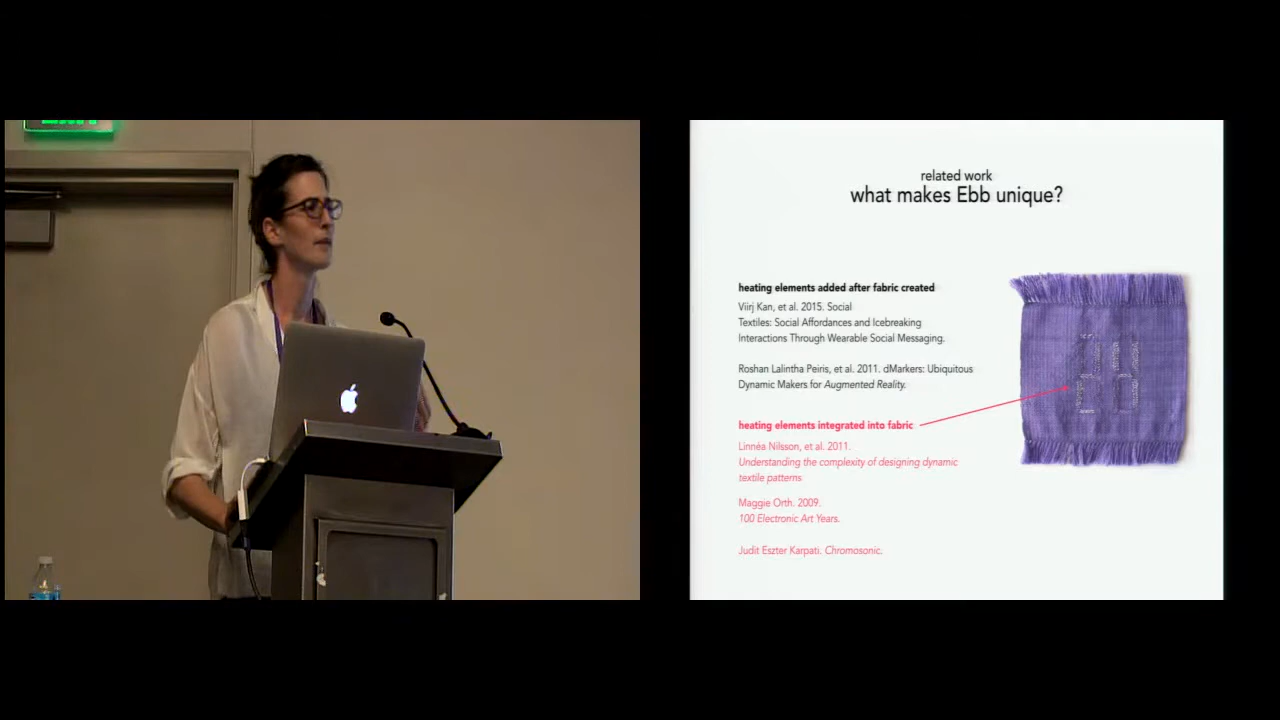 related work
what makes Ebb unique?
heating elements added after fabric created
Viirj Kan, et al. 2015. Social
Textiles: Social Affordances and Icebreaking
Interactions Through Wearable Social Messaging.
Roshan Lalintha Peiris, et al. 2011. dMarkers: Ubiquitous
Dynamic Makers for Augmented Reality.
heating elements integrated into fabric
Linnéa Nilsson, et al. 2011.
Understanding the complexity of designing dynamic
textile patterns
Maggie Orth. 2009.
100 Electronic Art Years.
Judit Eszter Karpati. Chromosonic.